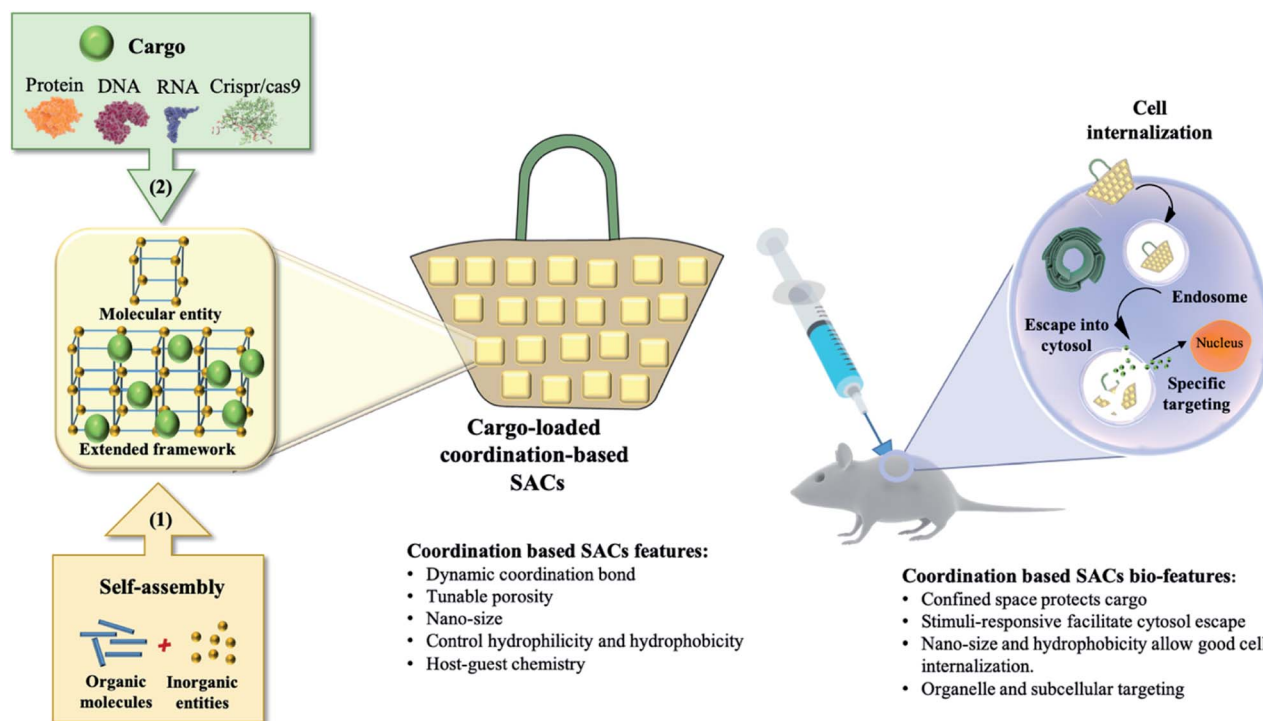 Cargo
Protein DNA RNA Crispr/cas9
(2)
Molecular entity
Extended framework
(1)
Self-assembly
+
Organic
molecules
Inorganic
entities
Cargo-loaded
coordination-based
SACs
Coordination based SACs features:
• Dynamic coordination bond
• Tunable porosity
• Nano-size
• Control hydrophilicity and hydrophobicity
• Host-guest chemistry
Cell
internalization
Endosome
Escape into
cytosol
Nucleus
Specific
targeting
Coordination based SACs bio-features:
• Confined space protects cargo
• Stimuli-responsive facilitate cytosol escape
• Nano-size and hydrophobicity allow good cell
internalization.
• Organelle and subcellular targeting